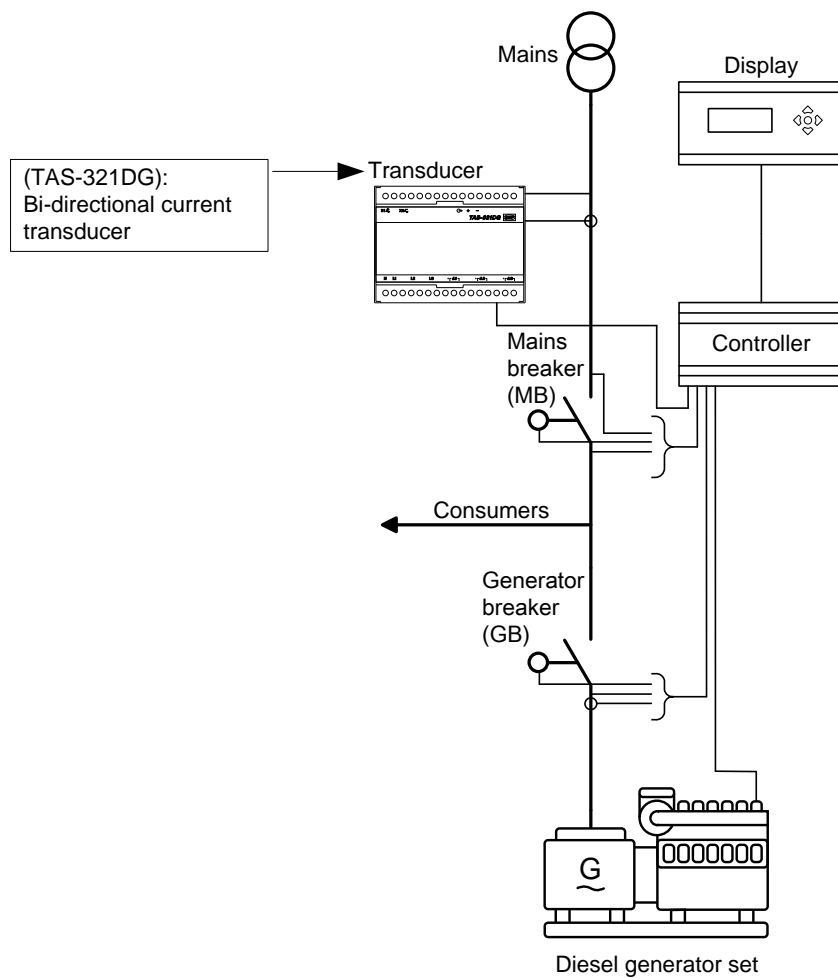 Mains
Display
(TAS-321DG):
Bi-directional current
transducer
Transducer
TAS-321DG
Mains
breaker
(MB)
Controller
Consumers
Generator
breaker
(GB)
G
Diesel generator set